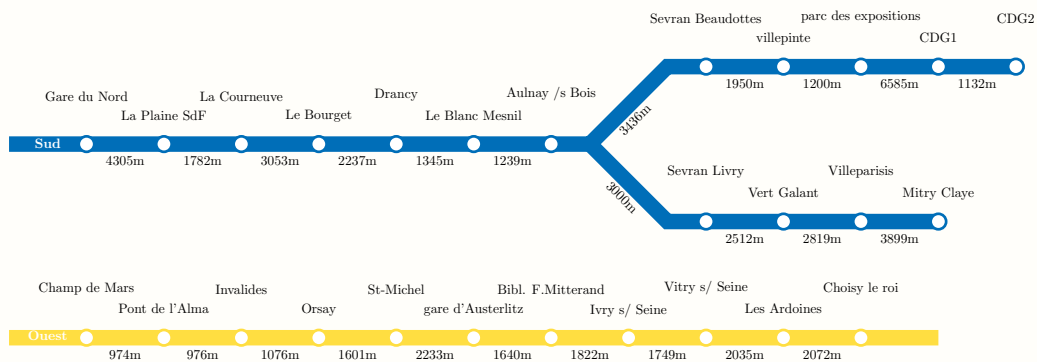 Sevran Beaudottes
parc des expositions
CDG2
villepinte
CDG1
1950m
1200m
6585m
1132m
3436m
Gare du Nord
La Courneuve
Drancy
Aulnay /s Bois
La Plaine SdF
Le Bourget
Le Blanc Mesnil
Sud
4305m
1782m
3053m
2237m
1345m
1239m
3000m
Sevran Livry
Villeparisis
Vert Galant
Mitry Claye
2512m
2819m
3899m
Champ de Mars
Invalides
St-Michel
Bibl. F.Mitterand
Vitry s/ Seine
Choisy le roi
Pont de l'Alma
Orsay
gare d'Austerlitz
Ivry s/ Seine
Les Ardoines
Ouest
974m
976m
1076m
1601m
2233m
1640m
1822m
1749m
2035m
2072m